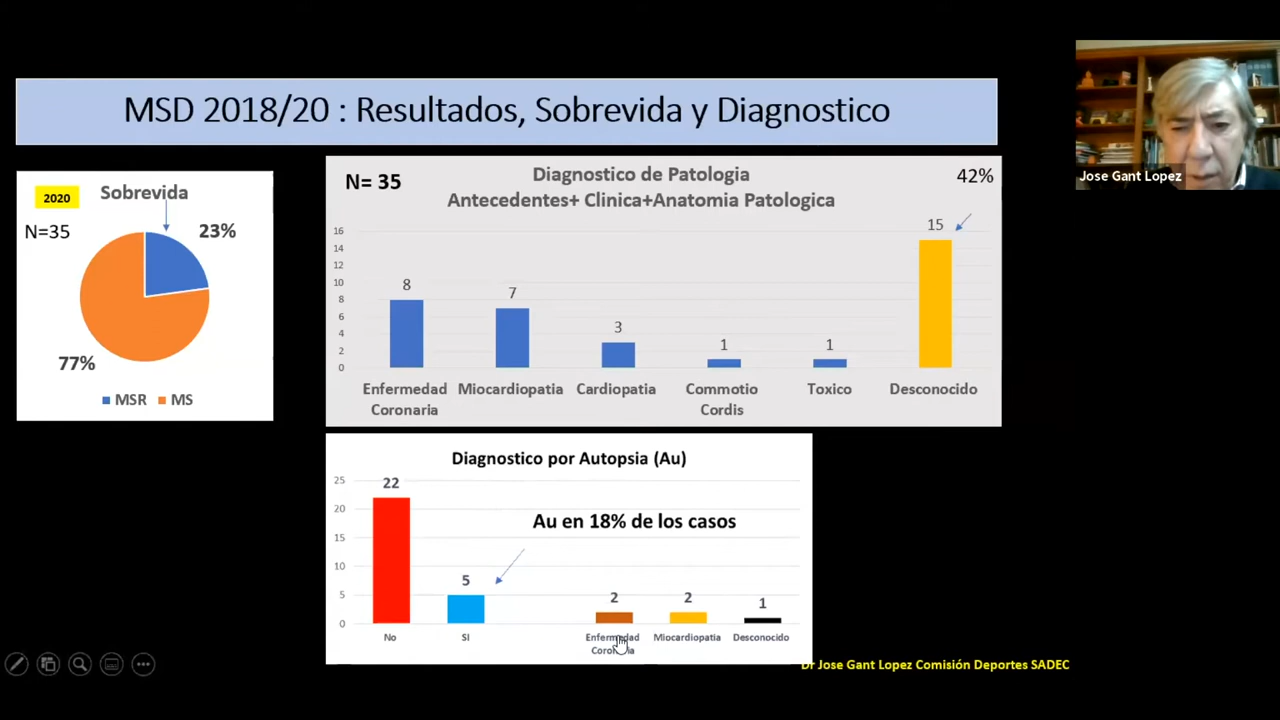 MSD 2018/20 : Resultados, Sobrevida y Diagnostico
Jose Gant Lopez
2020
Sobrevida
N=35
23%
77%
MSR MS
N= 35
Diagnostico de Patologia
42%
Antecedentes+ Clinica+Anatomia Patologica
16
14
12
10
8
6
4
2
0
8
7
3
1
1
15
Enfermedad Coronaria
Miocardiopatia
Cardiopatia
Commotio Cordis
Toxico
Desconocido
Diagnostico por Autopsia (Au)
25
20
15
10
5
0
22
5
Au en 18% de los casos
2
2
1
No
SI
Enfermedad Coronaria
Miocardiopatia
Desconocido
Dr Jose Gant Lopez Comisión Deportes SADEC